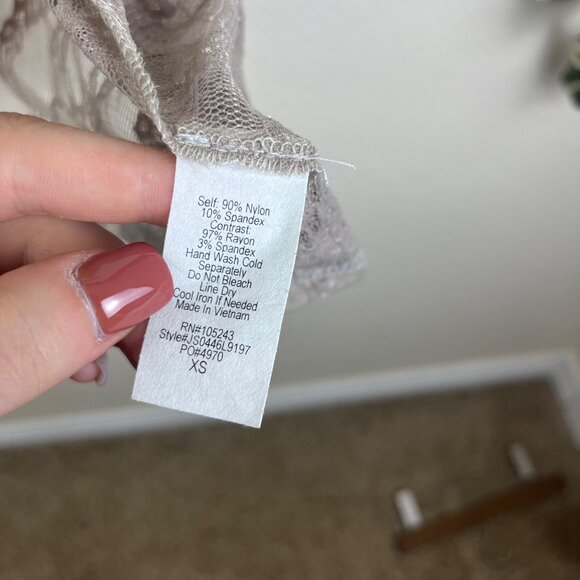 Self: 90% Nylon
10% Spandex
Contrast:
97% Rayon
3% Spandex
Hand Wash Cold
Separately
Do Not Bleach
Line Dry
Cool Iron If Needed
Made In Vietnam
RN#105243
Style#JS0446L9197
PO#4970
XS